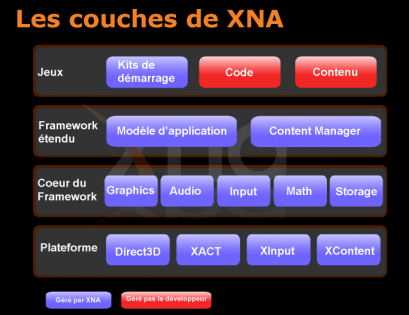 Les couches de XNA
Jeux
Kits de
démarrage
Code
Contenu
Framework
étendu
Modèle d'application
Content Manager
Coeur du
Framework
Graphics
Audio
Input
Math
Storage
Plateforme
Direct3D
XACT
XInput
XContent
Géré par XNA
Géré pas le développeur